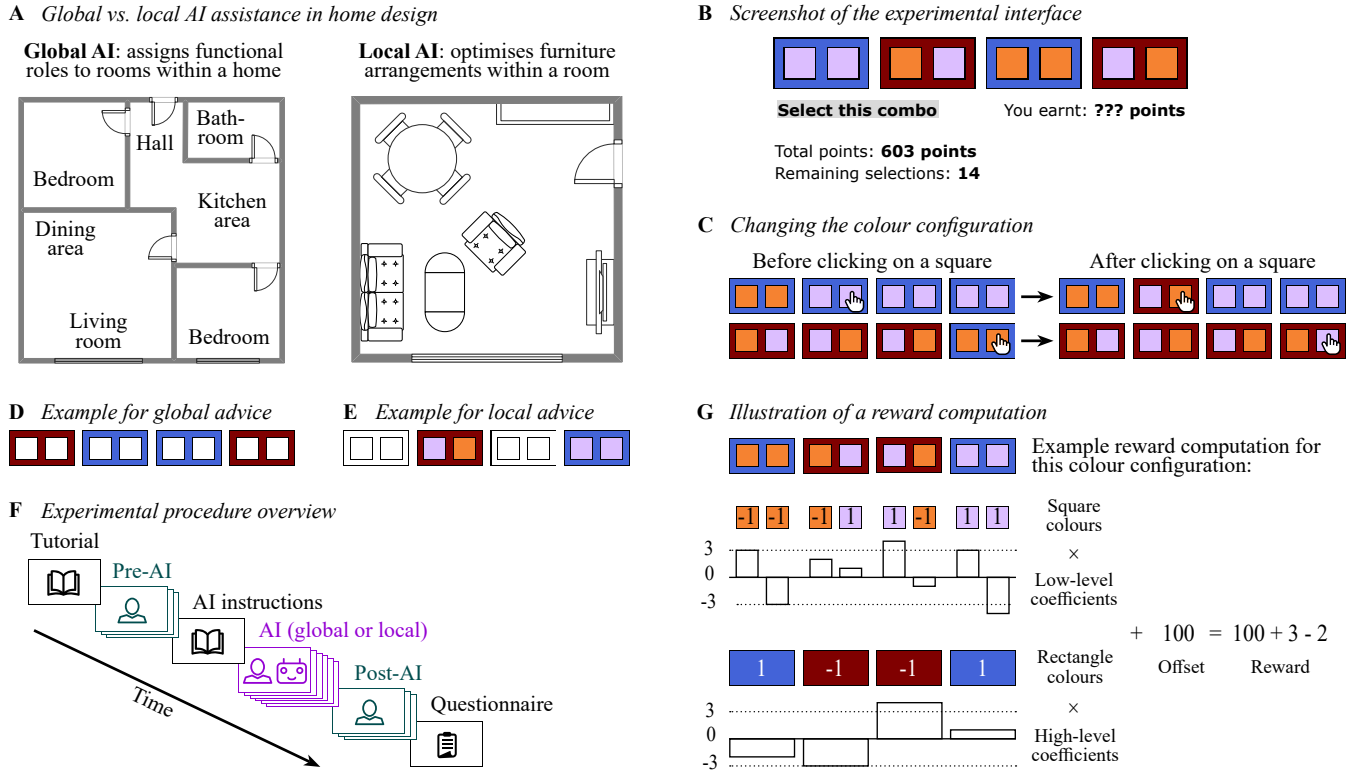 A Global vs. local AI assistance in home design
Global AI: assigns functional
roles to rooms within a home
Hall
Bath-
room
Bedroom
Kitchen
area
Dining
area
Living
room
Bedroom
Local AI: optimises furniture
arrangements within a room
B Screenshot of the experimental interface
Select this combo
You earnt: ??? points
Total points: 603 points
Remaining selections: 14
C Changing the colour configuration
Before clicking on a square
After clicking on a square
D Example for global advice
E Example for local advice
F Experimental procedure overview
Tutorial
Pre-AI
AI instructions
AI (global or local)
Post-AI
Questionnaire
Time
G Illustration of a reward computation
Example reward computation for
this colour configuration:
-1 -1 -1 1 1 -1 1 1
Square
colours
×
Low-level
coefficients
3
0
-3
+ 100 = 100 + 3 - 2
Offset Reward
1 -1 -1 1
Rectangle
colours
×
High-level
coefficients
3
0
-3